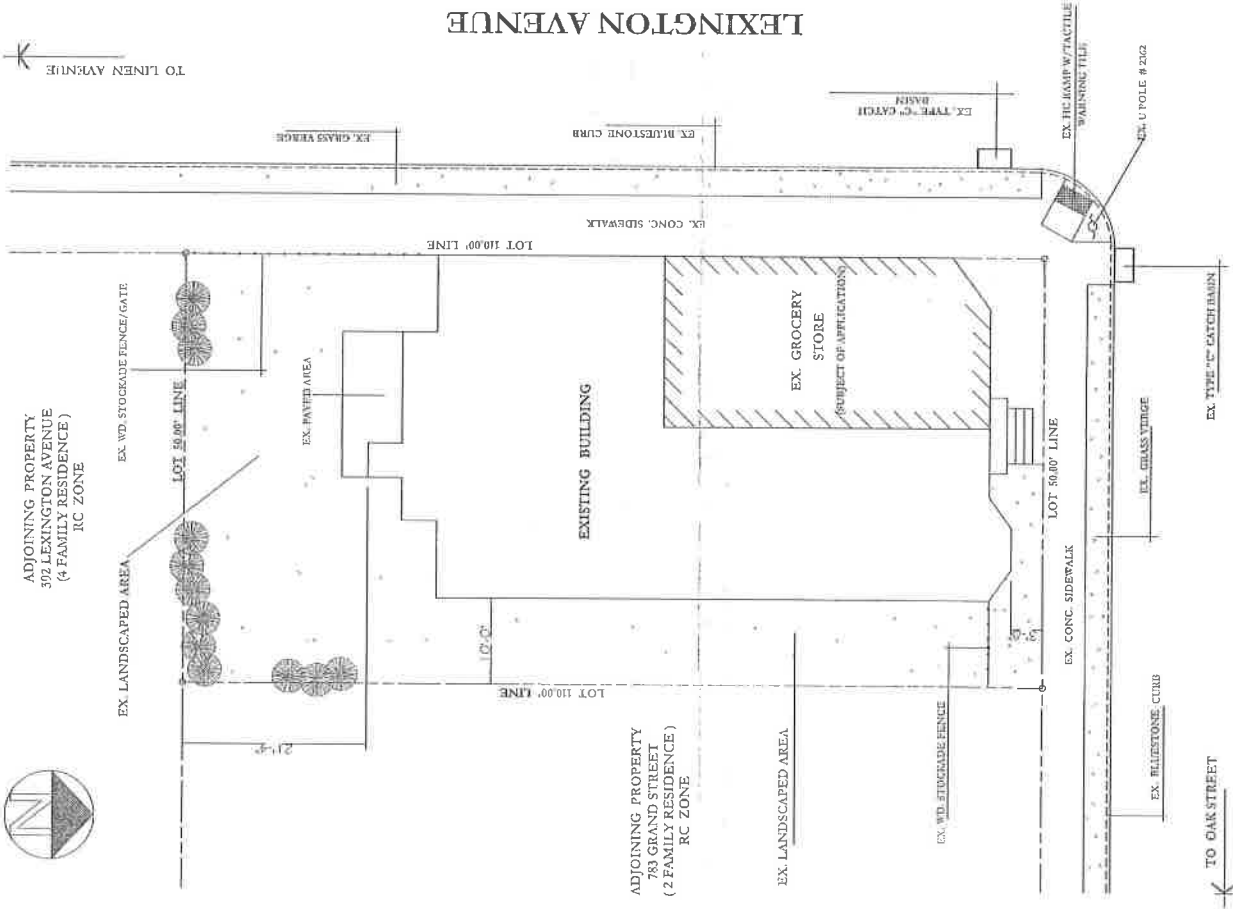 LEXINGTON AVENUE
TO LINEN AVENUE
EX. GRASS VERGE
EX. BLUESTONE CURB
EX. TYPE "C" CATCH
BASIN
EX. HC RAMP W/TACTILE
WARNING TILE
EX. U POLE # 2362
EX. CONC. SIDEWALK
LOT 110.00' LINE
EX. WD. STOCKADE FENCE/GATE
ADJOINING PROPERTY
392 LEXINGTON AVENUE
(4 FAMILY RESIDENCE)
RC ZONE
LOT 50.00' LINE
EX. PAVED AREA
EX. LANDSCAPED AREA
EX. GROCERY
STORE
(SUBJECT OF APPLICATION)
EXISTING BUILDING
LOT 50.00' LINE
10'-0"
EX. CONC. SIDEWALK
EX. TYPE "C" CATCH BASIN
EX. GRASS VERGE
LOT 110.00' LINE
N
ADJOINING PROPERTY
783 GRAND STREET
(2 FAMILY RESIDENCE)
RC ZONE
EX. LANDSCAPED AREA
EX. WD. STOCKADE FENCE
EX. BLUESTONE CURB
TO OAK STREET